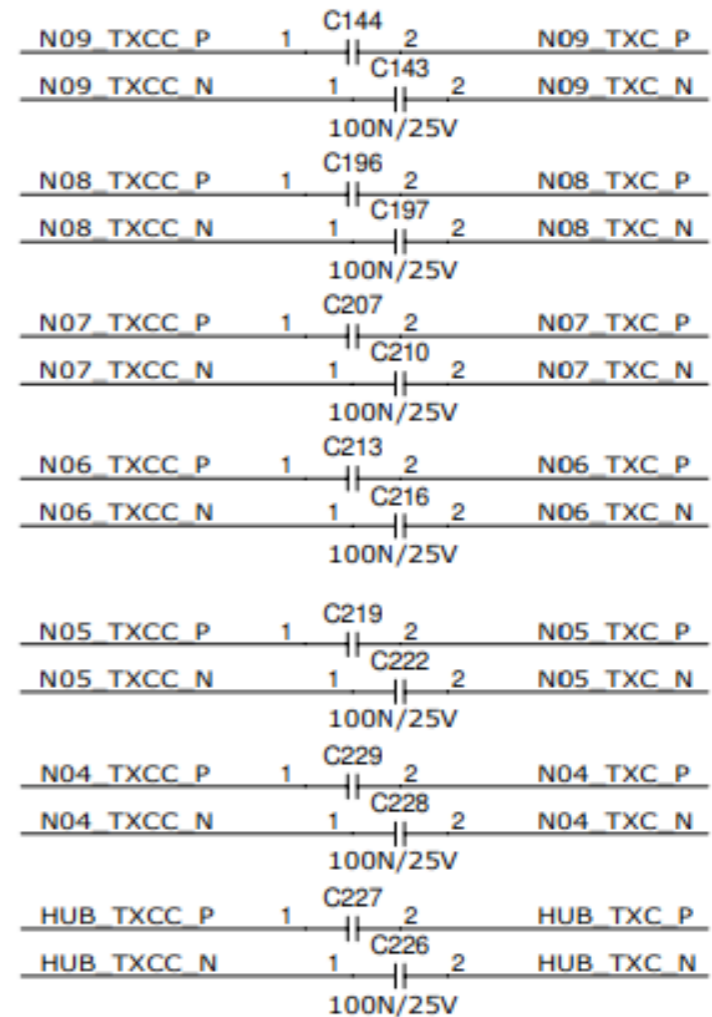 C144
N09_TXCC_P 1 2 N09_TXC_P
C143
N09_TXCC_N 1 2 N09_TXC_N
100N/25V
C196
N08_TXCC_P 1 2 N08_TXC_P
C197
N08_TXCC_N 1 2 N08_TXC_N
100N/25V
C207
N07_TXCC_P 1 2 N07_TXC_P
C210
N07_TXCC_N 1 2 N07_TXC_N
100N/25V
C213
N06_TXCC_P 1 2 N06_TXC_P
C216
N06_TXCC_N 1 2 N06_TXC_N
100N/25V
C219
N05_TXCC_P 1 2 N05_TXC_P
C222
N05_TXCC_N 1 2 N05_TXC_N
100N/25V
C229
N04_TXCC_P 1 2 N04_TXC_P
C228
N04_TXCC_N 1 2 N04_TXC_N
100N/25V
C227
HUB_TXCC_P 1 2 HUB_TXC_P
C226
HUB_TXCC_N 1 2 HUB_TXC_N
100N/25V